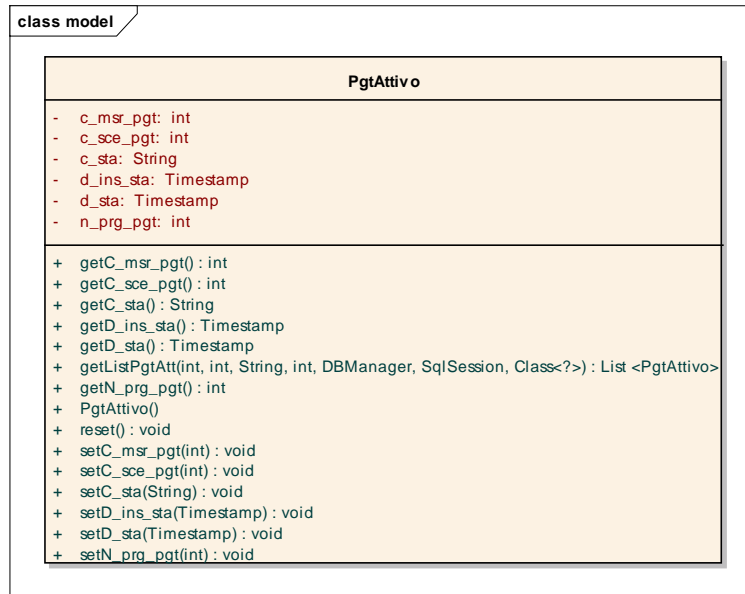 class model
PgtAttivo
- c_msr_pgt: int
- c_sce_pgt: int
- c_sta: String
- d_ins_sta: Timestamp
- d_sta: Timestamp
- n_prg_pgt: int
+ getC_msr_pgt() : int
+ getC_sce_pgt() : int
+ getC_sta() : String
+ getD_ins_sta() : Timestamp
+ getD_sta() : Timestamp
+ getListPgtAtt(int, int, String, int, DBManager, SqlSession, Class<?>) : List <PgtAttivo>
+ getN_prg_pgt() : int
+ PgtAttivo()
+ reset() : void
+ setC_msr_pgt(int) : void
+ setC_sce_pgt(int) : void
+ setC_sta(String) : void
+ setD_ins_sta(Timestamp) : void
+ setD_sta(Timestamp) : void
+ setN_prg_pgt(int) : void